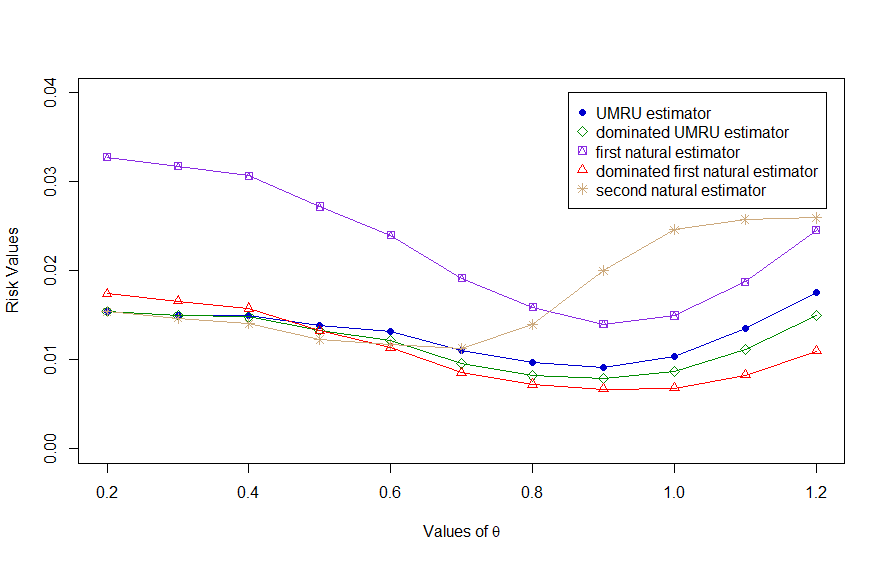 0.04
0.03
0.02
0.01
0.00
Risk Values
UMRU estimator
dominated UMRU estimator
first natural estimator
dominated first natural estimator
second natural estimator
0.2 0.4 0.6 0.8 1.0 1.2
Values of θ